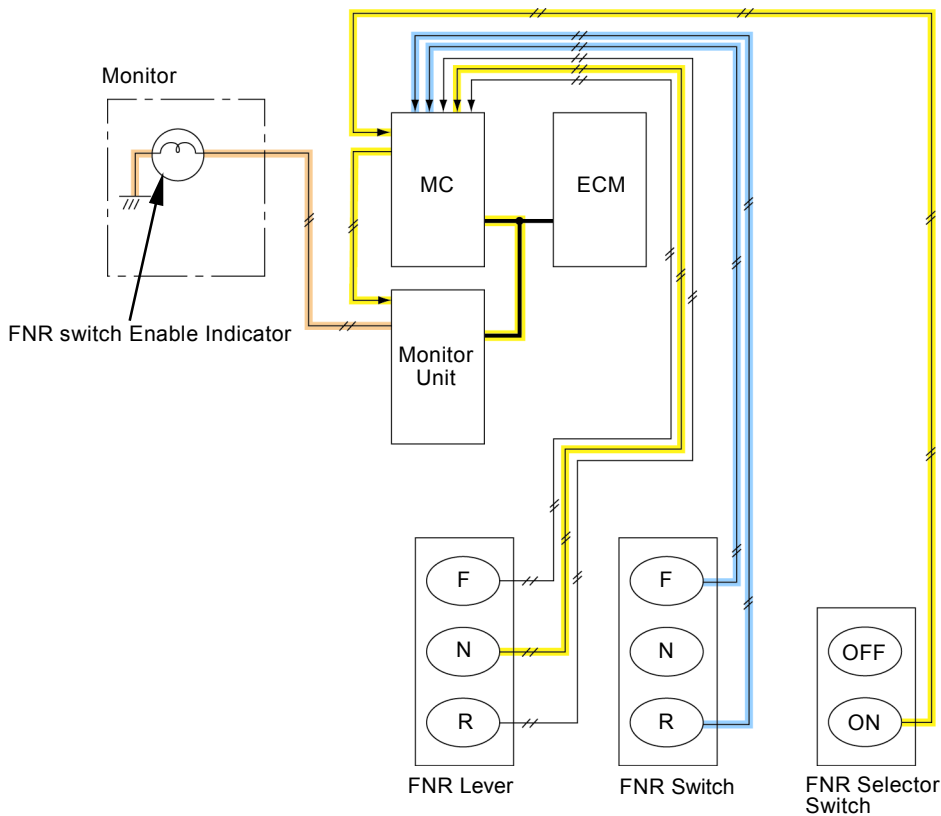 Monitor
MC
ECM
FNR switch Enable Indicator
Monitor
Unit
F
N
R
FNR Lever
F
N
R
FNR Switch
OFF
ON
FNR Selector
Switch